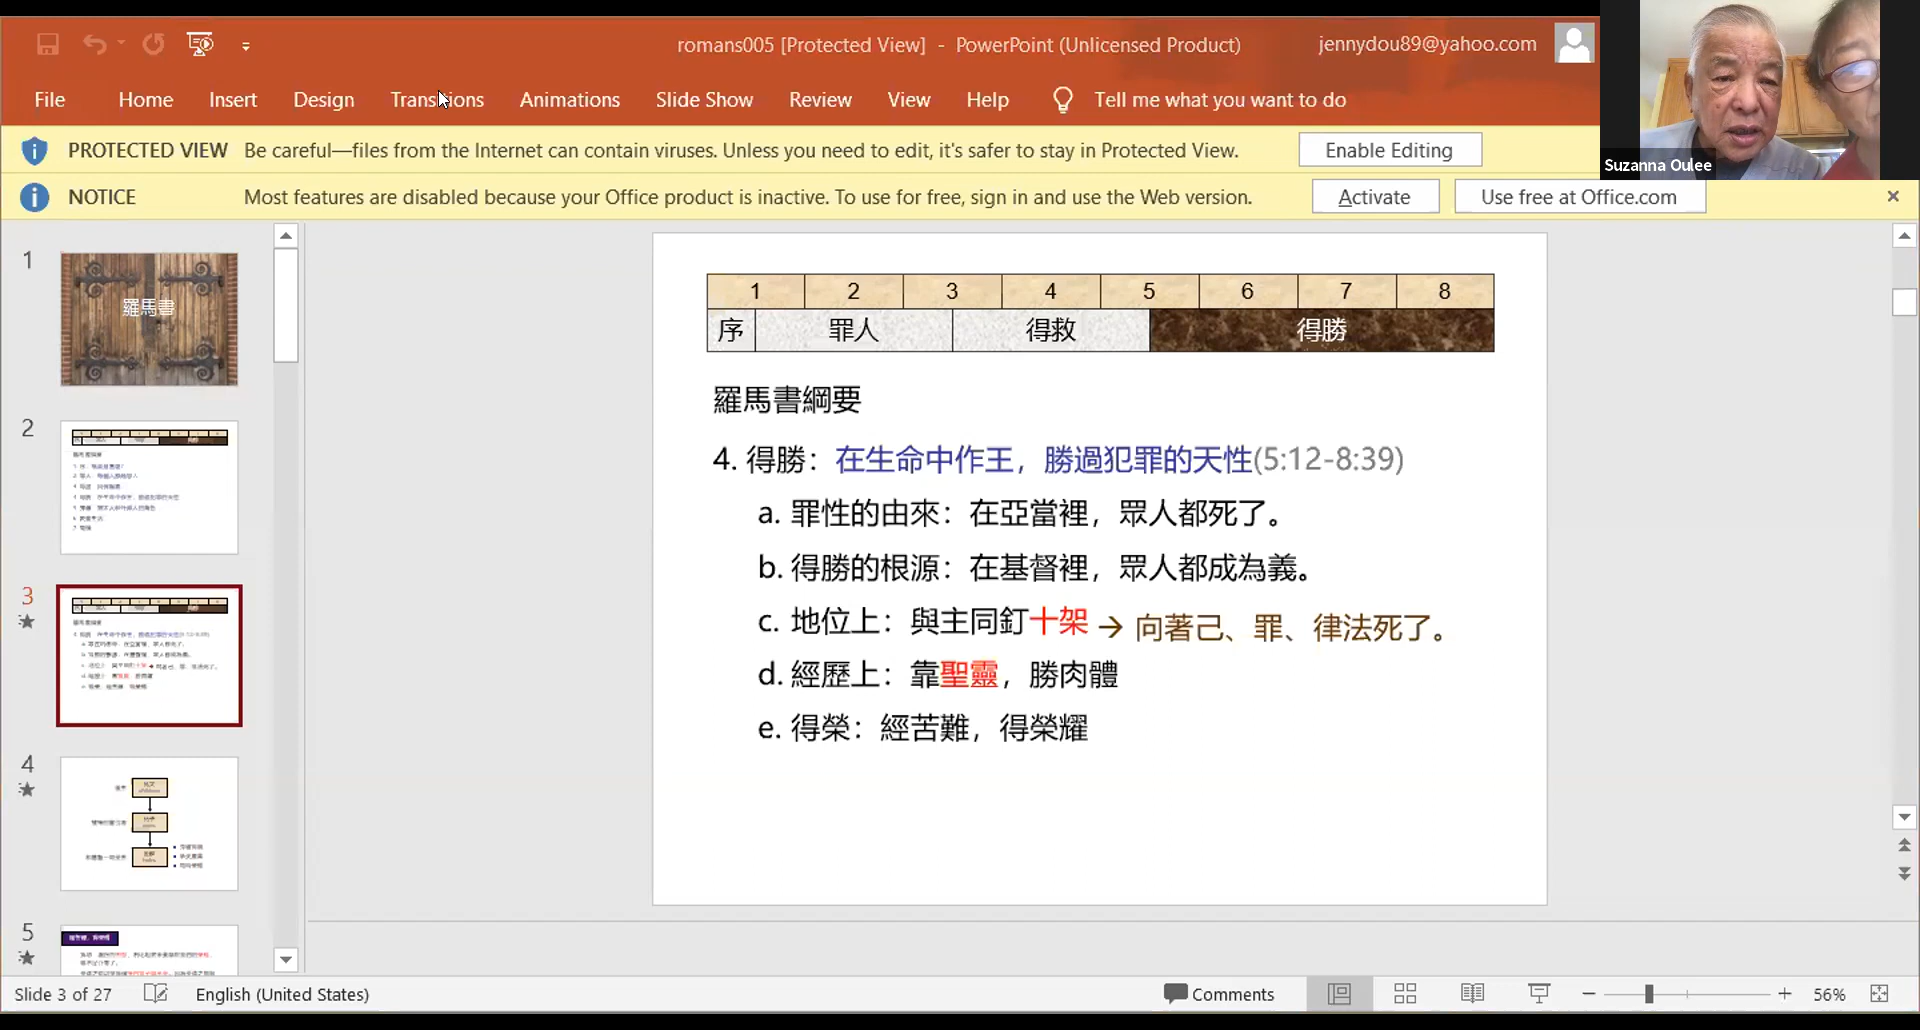 romans005 [Protected View] - PowerPoint (Unlicensed Product)
jennydou89@yahoo.com
File Home Insert Design Transitions Animations Slide Show Review View Help Tell me what you want to do
PROTECTED VIEW Be careful—files from the Internet can contain viruses. Unless you need to edit, it's safer to stay in Protected View. Enable Editing
Suzanna Oulee
NOTICE Most features are disabled because your Office product is inactive. To use for free, sign in and use the Web version. Activate Use free at Office.com
1
羅馬書
2
3
4
5
1 2 3 4 5 6 7 8
序 罪人 得救 得勝
羅馬書綱要
4. 得勝：在生命中作王，勝過犯罪的天性(5:12-8:39)
a. 罪性的由來：在亞當裡，眾人都死了。
b. 得勝的根源：在基督裡，眾人都成為義。
c. 地位上：與主同釘十架 → 向著己、罪、律法死了。
d. 經歷上：靠聖靈，勝肉體
e. 得榮：經苦難，得榮耀
Slide 3 of 27 English (United States) Comments 56%